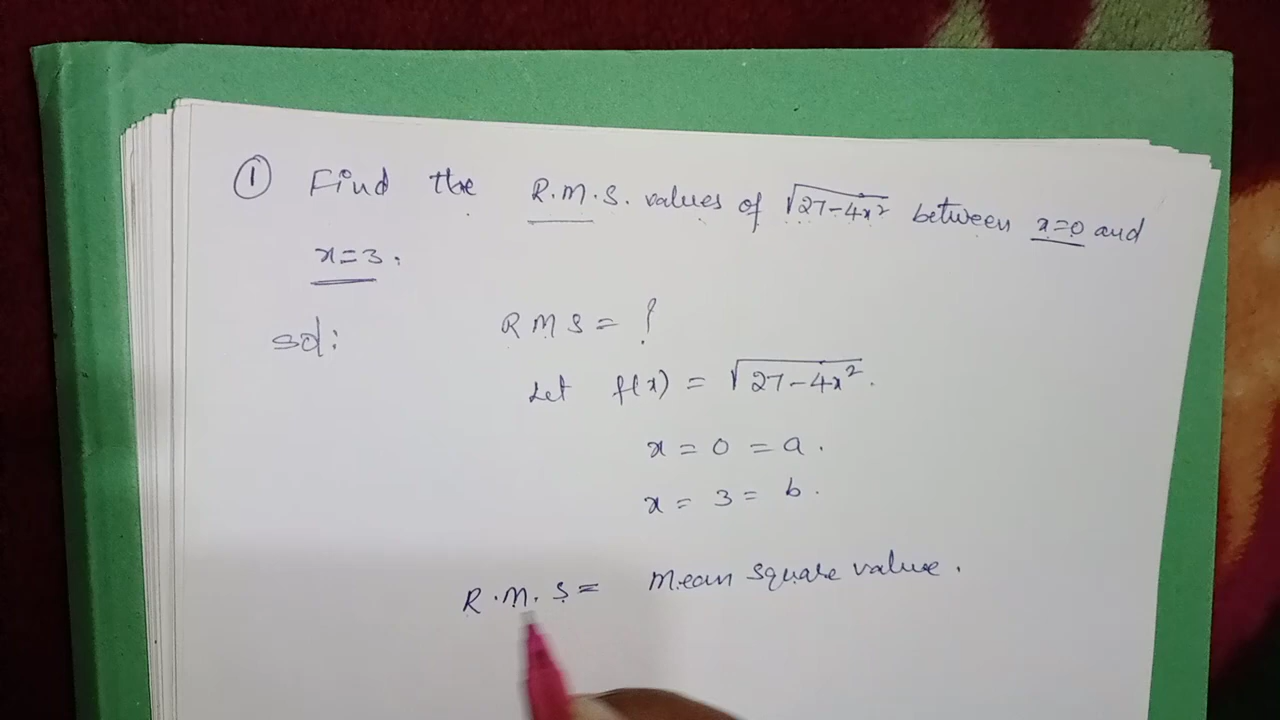 ① Find the R.M.S. values of √27-4x² between x=0 and
x=3.
sol:
RMS = ?
Let f(x) = √27-4x².
x = 0 = a.
x = 3 = b.
R.M.S = Mean square value.